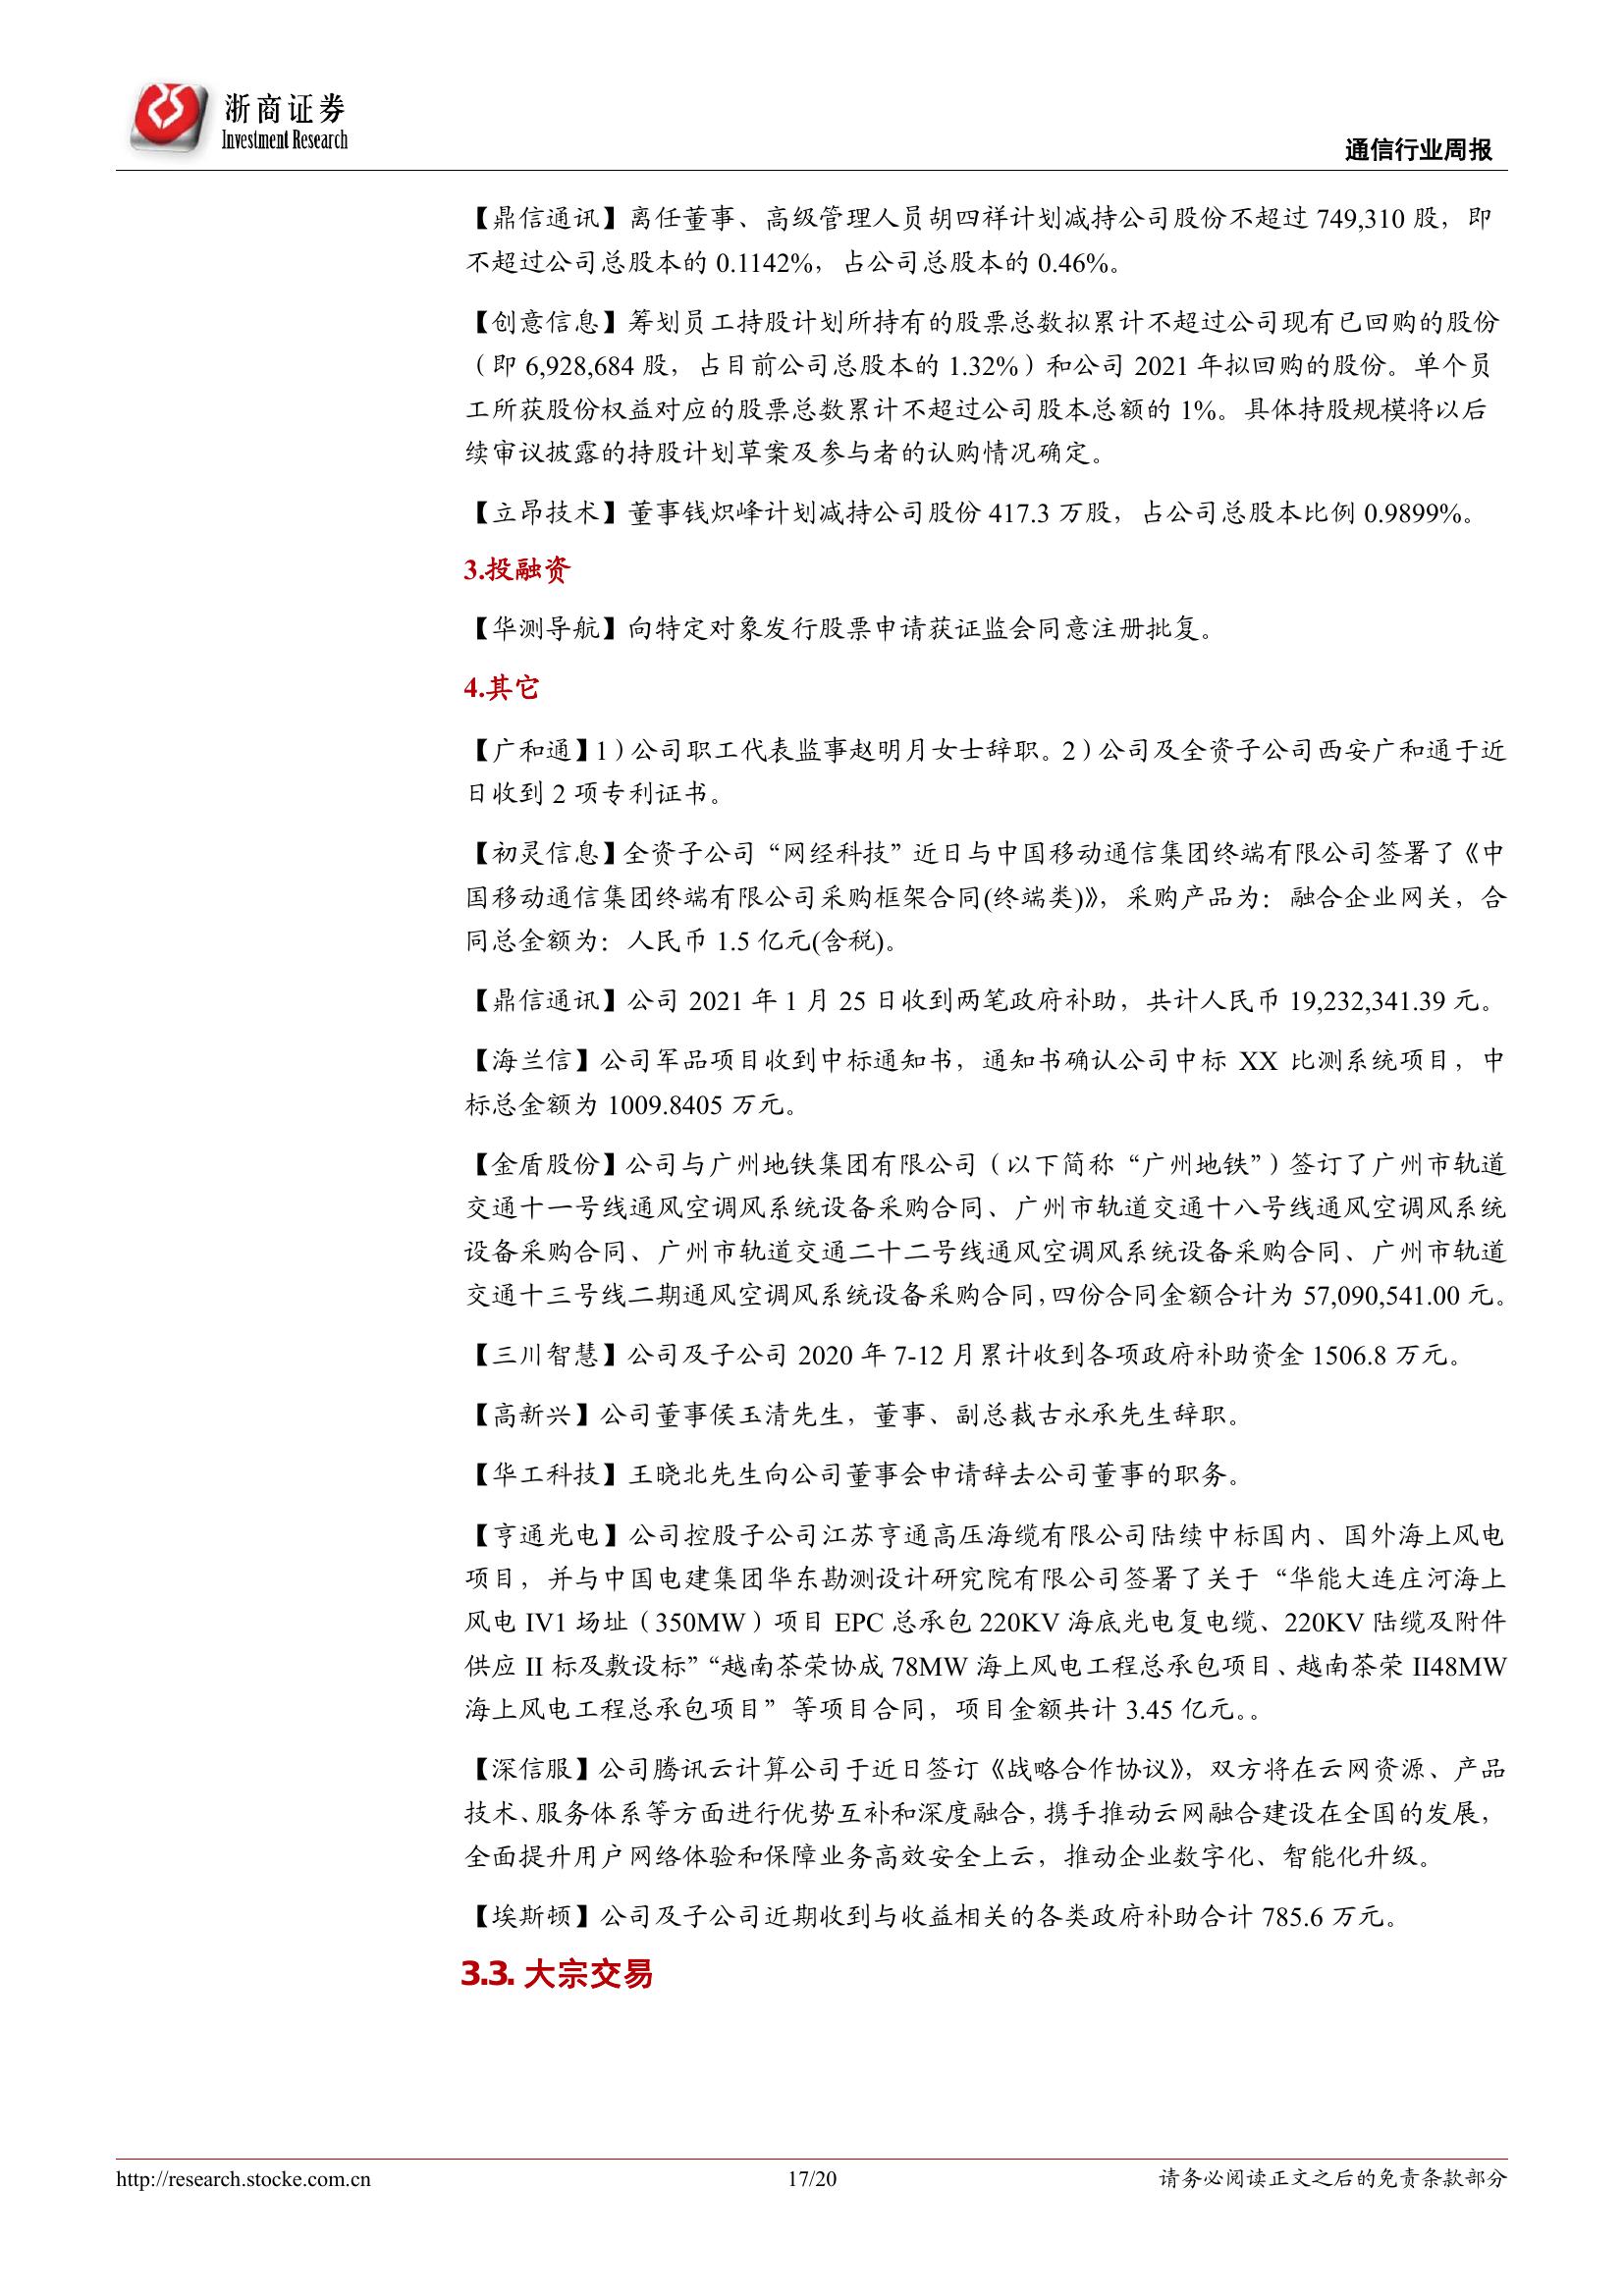 浙商证券
Investment Research
通信行业周报
【鼎信通讯】离任董事、高级管理人员胡四祥计划减持公司股份不超过 749,310 股，即
不超过公司总股本的 0.1142%，占公司总股本的 0.46%。
【创意信息】筹划员工持股计划所持有的股票总数拟累计不超过公司现有已回购的股份
（即 6,928,684 股，占目前公司总股本的 1.32%）和公司 2021 年拟回购的股份。单个员
工所获股份权益对应的股票总数累计不超过公司股本总额的 1%。具体持股规模将以后
续审议披露的持股计划草案及参与者的认购情况确定。
【立昂技术】董事钱炽峰计划减持公司股份 417.3 万股，占公司总股本比例 0.9899%。
3.投融资
【华测导航】向特定对象发行股票申请获证监会同意注册批复。
4.其它
【广和通】1）公司职工代表监事赵明月女士辞职。2）公司及全资子公司西安广和通于近
日收到 2 项专利证书。
【初灵信息】全资子公司“网经科技”近日与中国移动通信集团终端有限公司签署了《中
国移动通信集团终端有限公司采购框架合同(终端类)》，采购产品为：融合企业网关，合
同总金额为：人民币 1.5 亿元(含税)。
【鼎信通讯】公司 2021 年 1 月 25 日收到两笔政府补助，共计人民币 19,232,341.39 元。
【海兰信】公司军品项目收到中标通知书，通知书确认公司中标 XX 比测系统项目，中
标总金额为 1009.8405 万元。
【金盾股份】公司与广州地铁集团有限公司（以下简称“广州地铁”）签订了广州市轨道
交通十一号线通风空调风系统设备采购合同、广州市轨道交通十八号线通风空调风系统
设备采购合同、广州市轨道交通二十二号线通风空调风系统设备采购合同、广州市轨道
交通十三号线二期通风空调风系统设备采购合同，四份合同金额合计为 57,090,541.00 元。
【三川智慧】公司及子公司 2020 年 7-12 月累计收到各项政府补助资金 1506.8 万元。
【高新兴】公司董事侯玉清先生，董事、副总裁古永承先生辞职。
【华工科技】王晓北先生向公司董事会申请辞去公司董事的职务。
【亨通光电】公司控股子公司江苏亨通高压海缆有限公司陆续中标国内、国外海上风电
项目，并与中国电建集团华东勘测设计研究院有限公司签署了关于“华能大连庄河海上
风电 IV1 场址（350MW）项目 EPC 总承包 220KV 海底光电复电缆、220KV 陆缆及附件
供应 II 标及敷设标”“越南茶荣协成 78MW 海上风电工程总承包项目、越南茶荣 II48MW
海上风电工程总承包项目” 等项目合同，项目金额共计 3.45 亿元。。
【深信服】公司腾讯云计算公司于近日签订《战略合作协议》，双方将在云网资源、产品
技术、服务体系等方面进行优势互补和深度融合，携手推动云网融合建设在全国的发展，
全面提升用户网络体验和保障业务高效安全上云，推动企业数字化、智能化升级。
【埃斯顿】公司及子公司近期收到与收益相关的各类政府补助合计 785.6 万元。
3.3. 大宗交易
http://research.stocke.com.cn
17/20
请务必阅读正文之后的免责条款部分